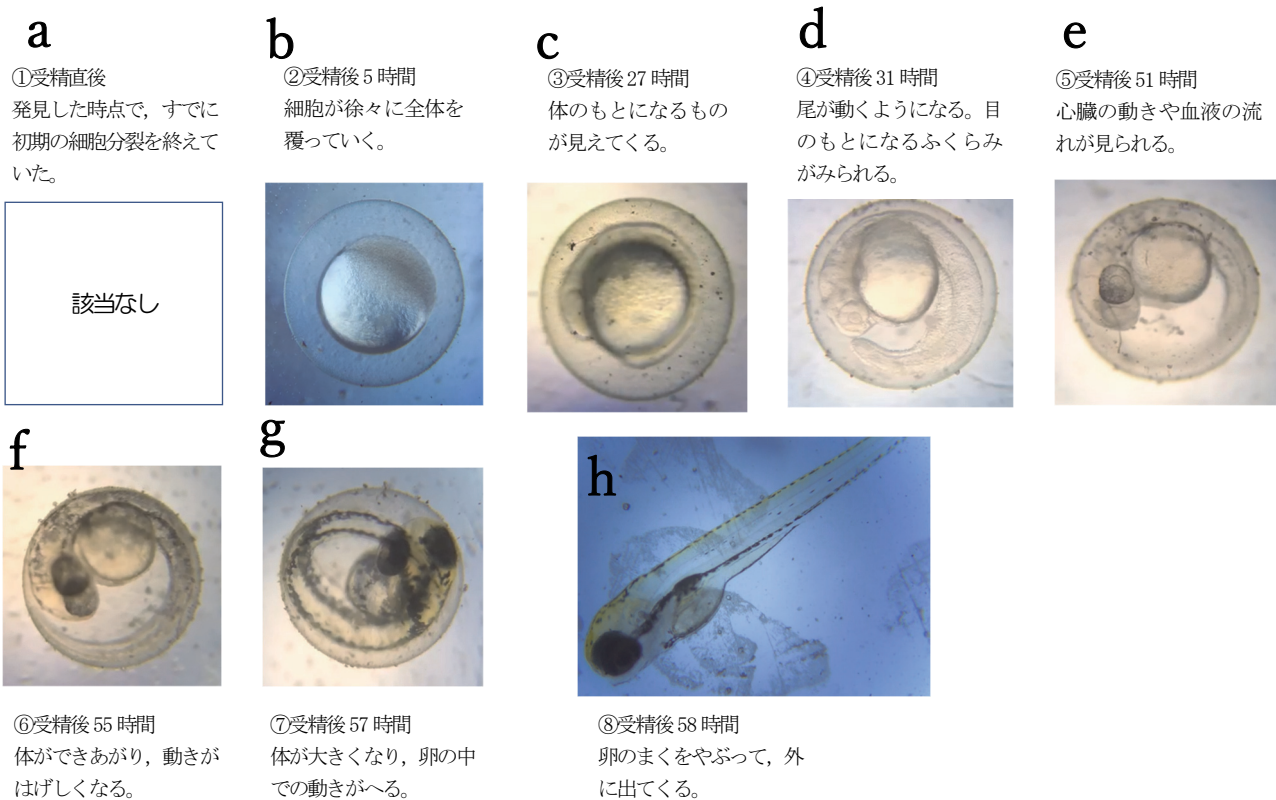 a
①受精直後
発見した時点で，すでに
初期の細胞分裂を終えて
いた。
該当なし
b
②受精後 5 時間
細胞が徐々に全体を
覆っていく。
c
③受精後 27 時間
体のもとになるもの
が見えてくる。
d
④受精後 31 時間
尾が動くようになる。目
のもとになるふくらみ
がみられる。
e
⑤受精後 51 時間
心臓の動きや血液の流
れが見られる。
f
⑥受精後 55 時間
体ができあがり，動きが
はげしくなる。
g
⑦受精後 57 時間
体が大きくなり，卵の中
での動きがへる。
h
⑧受精後 58 時間
卵のまくをやぶって，外
に出てくる。